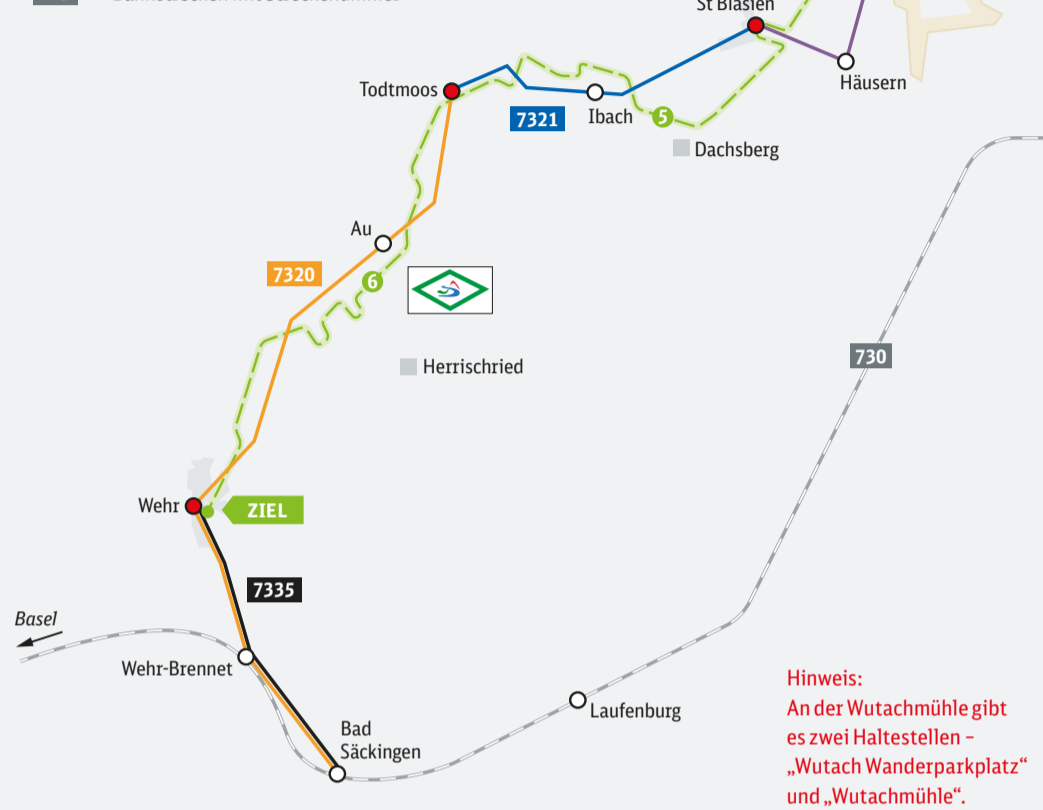 St Blasien
Todtmoos
Häusern
7321
Ibach
5
Dachsberg
Au
7320
6
Herrischried
730
Wehr
ZIEL
7335
Basel
Wehr-Brennet
Laufenburg
Bad
Säckingen
Hinweis:
An der Wutachmühle gibt
es zwei Haltestellen –
„Wutach Wanderparkplatz“
und „Wutachmühle“.